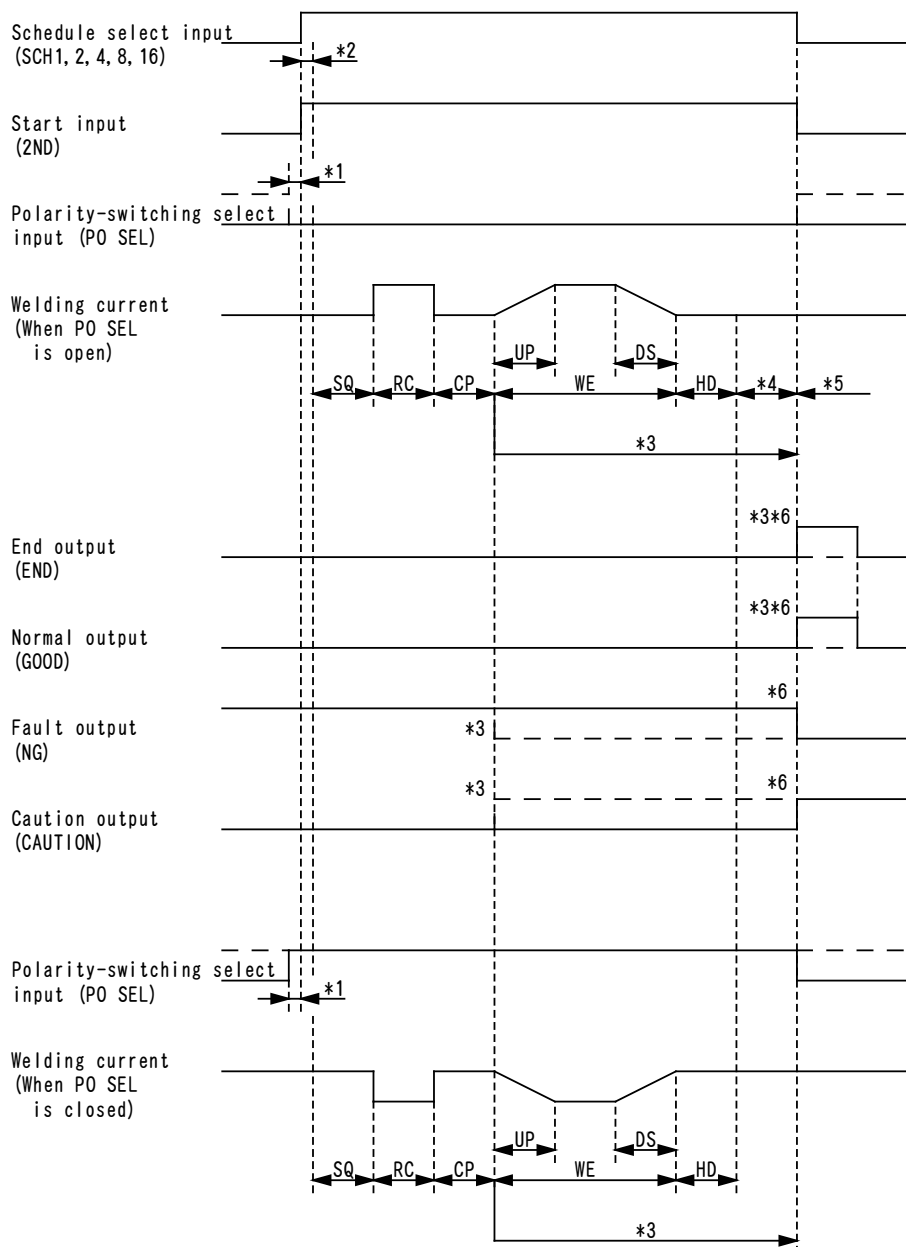 Schedule select input
(SCH1, 2, 4, 8, 16)
*2
Start input
(2ND)
*1
Polarity-switching select
input (PO SEL)
Welding current
(When PO SEL
is open)
UP DS
SQ RC CP WE HD *4 *5
*3
*3*6
End output
(END)
*3*6
Normal output
(GOOD)
*6
Fault output
(NG)
*3
*3 *6
Caution output
(CAUTION)
Polarity-switching select
input (PO SEL)
*1
Welding current
(When PO SEL
is closed)
UP DS
SQ RC CP WE HD
*3